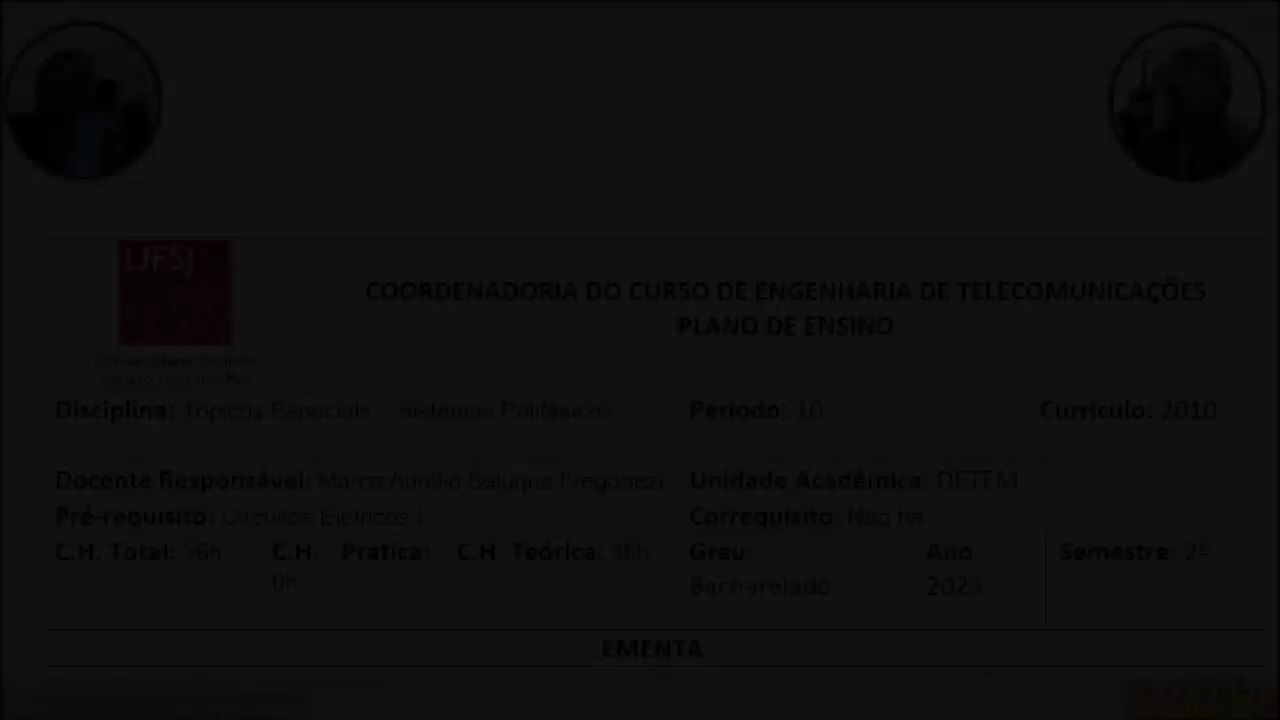 UFSJ
COORDENADORIA DO CURSO DE ENGENHARIA DE TELECOMUNICAÇÕES
PLANO DE ENSINO
Universidade Federal
Disciplina: Tópicos Especiais – Sistemas Polifásicos Período: 10 Currículo: 2010
Docente Responsável: Marco Aurélio Seluque Fregonezi Unidade Acadêmica: DETEM
Pré-requisito: Circuitos Elétricos I Correquisito: Não há
C.H. Total: 36h C.H. Prática: C.H. Teórica: 36h Grau: Ano: Semestre: 2º
0h Bacharelado 2023
EMENTA